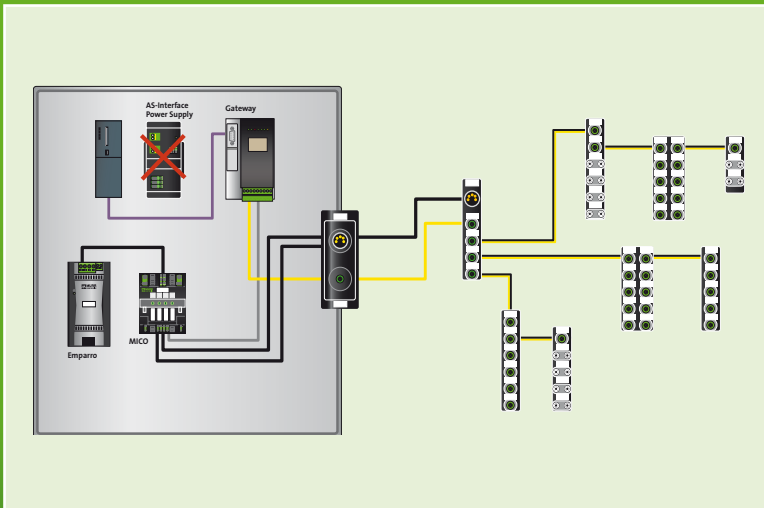 AS-Interface
Power Supply
Gateway
Emparro
MICO